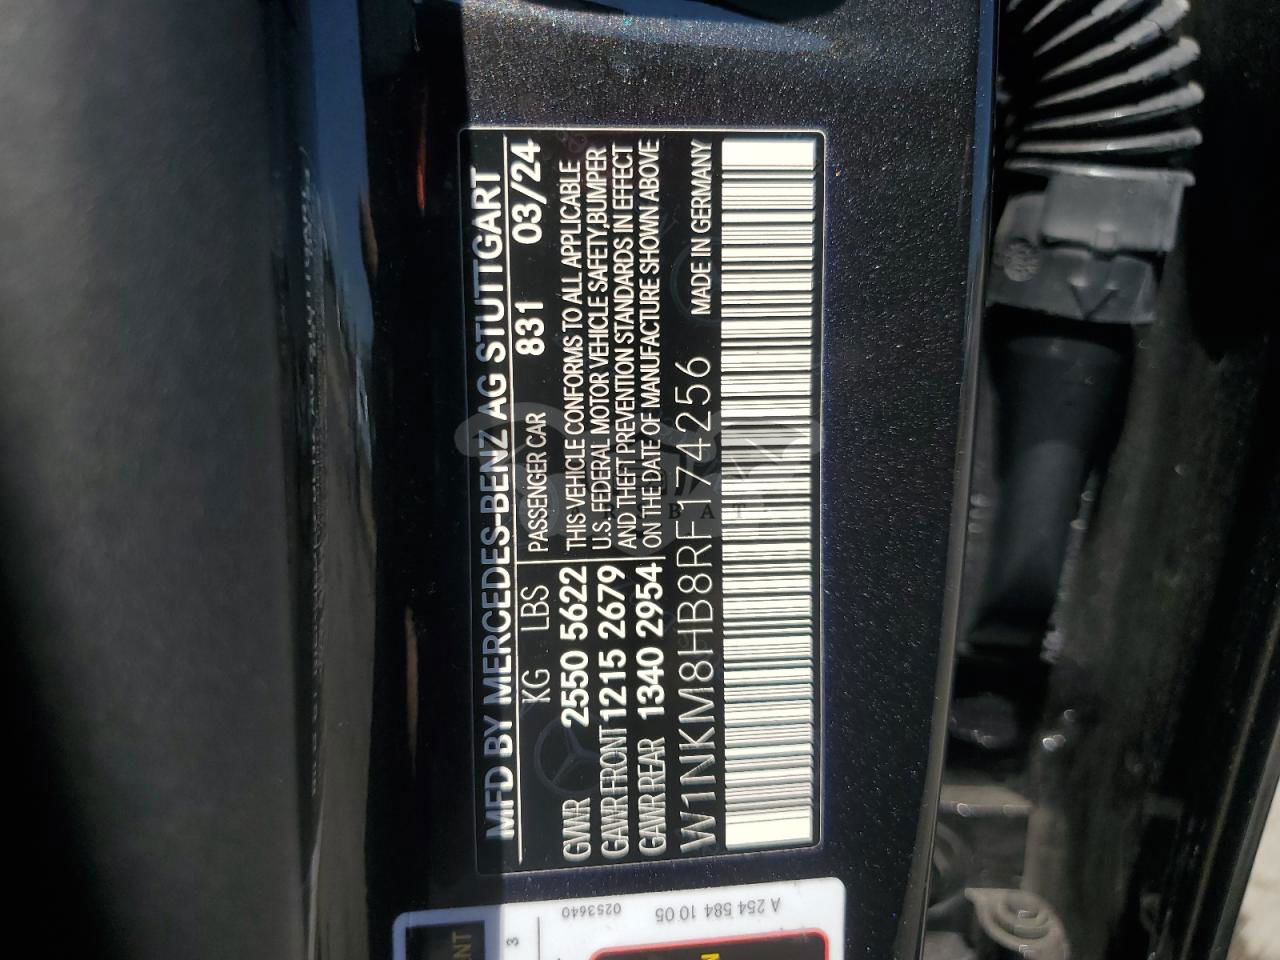 MFD BY MERCEDES-BENZ AG STUTTGART
KG LBS PASSENGER CAR 831 03/24
GVWR 2550 5622 THIS VEHICLE CONFORMS TO ALL APPLICABLE
GAWR FRONT 1215 2679 U.S. FEDERAL MOTOR VEHICLE SAFETY,BUMPER
AND THEFT PREVENTION STANDARDS IN EFFECT
GAWR REAR 1340 2954 ON THE DATE OF MANUFACTURE SHOWN ABOVE
W1NKM8HB8RF174256 MADE IN GERMANY
A 254 584 10 05
0253640
3